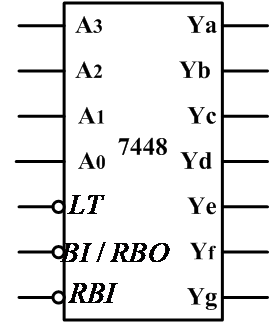 A3 Ya
A2 Yb
A1 Yc
7448
A0 Yd
LT Ye
BI / RBO Yf
RBI Yg